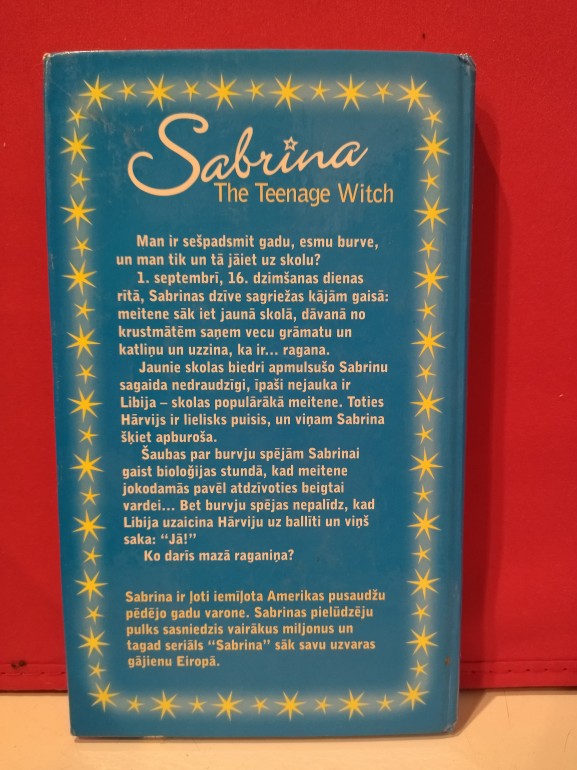 Sabrina
The Teenage Witch
Man ir sešpadsmit gadu, esmu burve,
un man tik un tā jāiet uz skolu?
1. septembrī, 16. dzimšanas dienas
rītā, Sabrinas dzīve sagriežas kājām gaisā:
meitene sāk iet jaunā skolā, dāvanā no
krustmātēm saņem vecu grāmatu un
katliņu un uzzina, ka ir... ragana.
Jaunie skolas biedri apmulsušo Sabrinu
sagaida nedraudzīgi, īpaši nejauka ir
Libija – skolas populārākā meitene. Toties
Hārvijs ir lielisks puisis, un viņam Sabrina
šķiet apburoša.
Šaubas par burvju spējām Sabrinai
gaist bioloģijas stundā, kad meitene
jokodamās pavēl atdzīvoties beigtai
vardei... Bet burvju spējas nepalīdz, kad
Libija uzaicina Hārviju uz ballīti un viņš
saka: “Jā!”
Ko darīs mazā raganiņa?
Sabrina ir ļoti iemīļota Amerikas pusaudžu
pēdējo gadu varone. Sabrinas pielūdzēju
pulks sasniedzis vairākus miljonus un
tagad seriāls “Sabrina” sāk savu uzvaras
gājienu Eiropā.